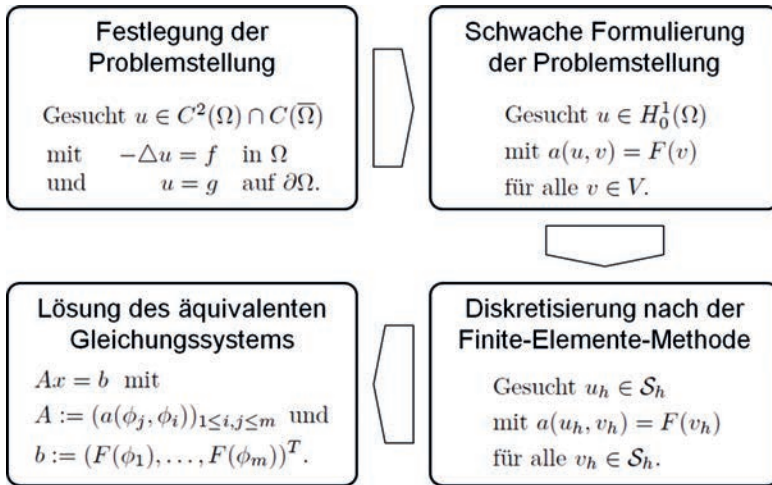 Festlegung der
Problemstellung
Gesucht u ∈ C²(Ω) ∩ C(Ω̅)
mit −△u = f in Ω
und u = g auf ∂Ω.
Schwache Formulierung
der Problemstellung
Gesucht u ∈ H₀¹(Ω)
mit a(u, v) = F(v)
für alle v ∈ V.
Diskretisierung nach der
Finite-Elemente-Methode
Gesucht uₕ ∈ 𝒮ₕ
mit a(uₕ, vₕ) = F(vₕ)
für alle vₕ ∈ 𝒮ₕ.
Lösung des äquivalenten
Gleichungssystems
Ax = b mit
A := (a(ϕⱼ, ϕᵢ))₁≤ᵢ,ⱼ≤ₘ und
b := (F(ϕ₁), . . . , F(ϕₘ))ᵀ.